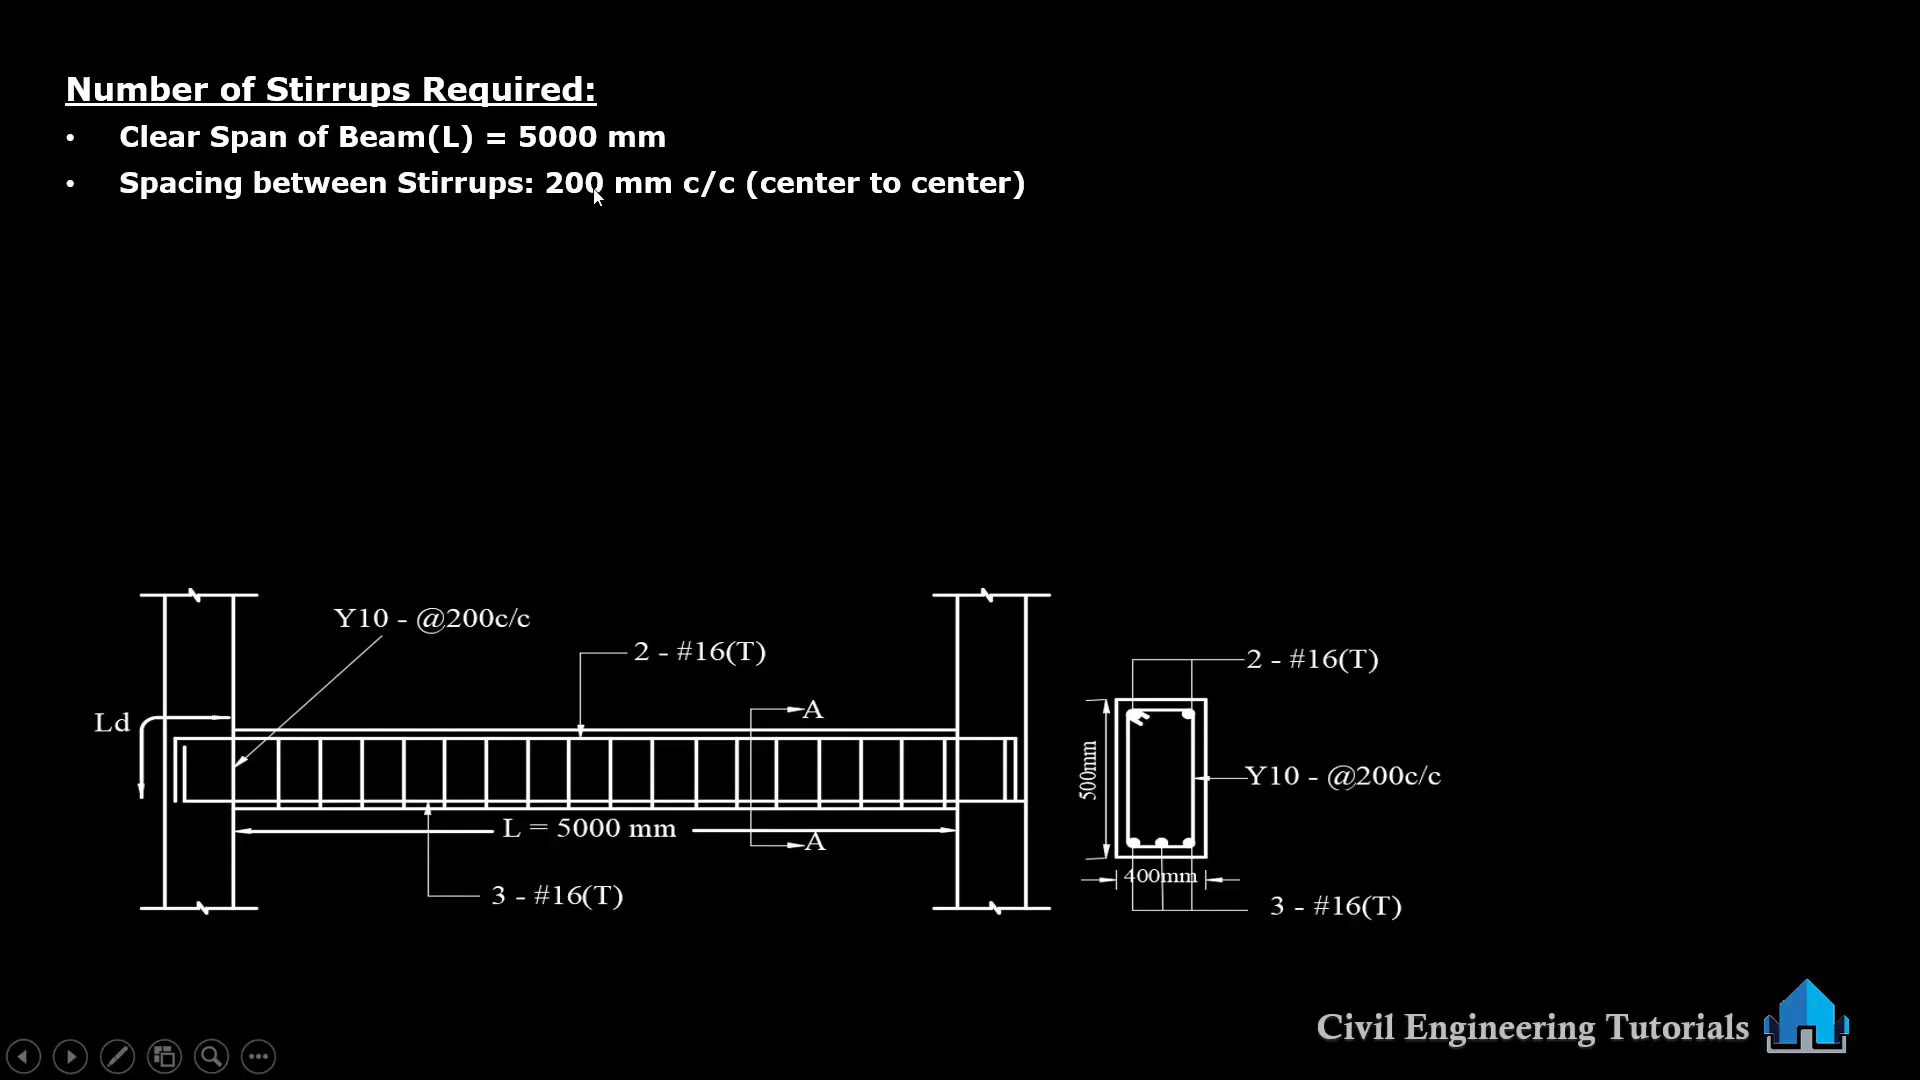 Number of Stirrups Required:
• Clear Span of Beam(L) = 5000 mm
• Spacing between Stirrups: 200 mm c/c (center to center)
Y10 - @200c/c
2 - #16(T)
2 - #16(T)
Ld
A
500mm
Y10 - @200c/c
L = 5000 mm
A
400mm
3 - #16(T)
3 - #16(T)
Civil Engineering Tutorials